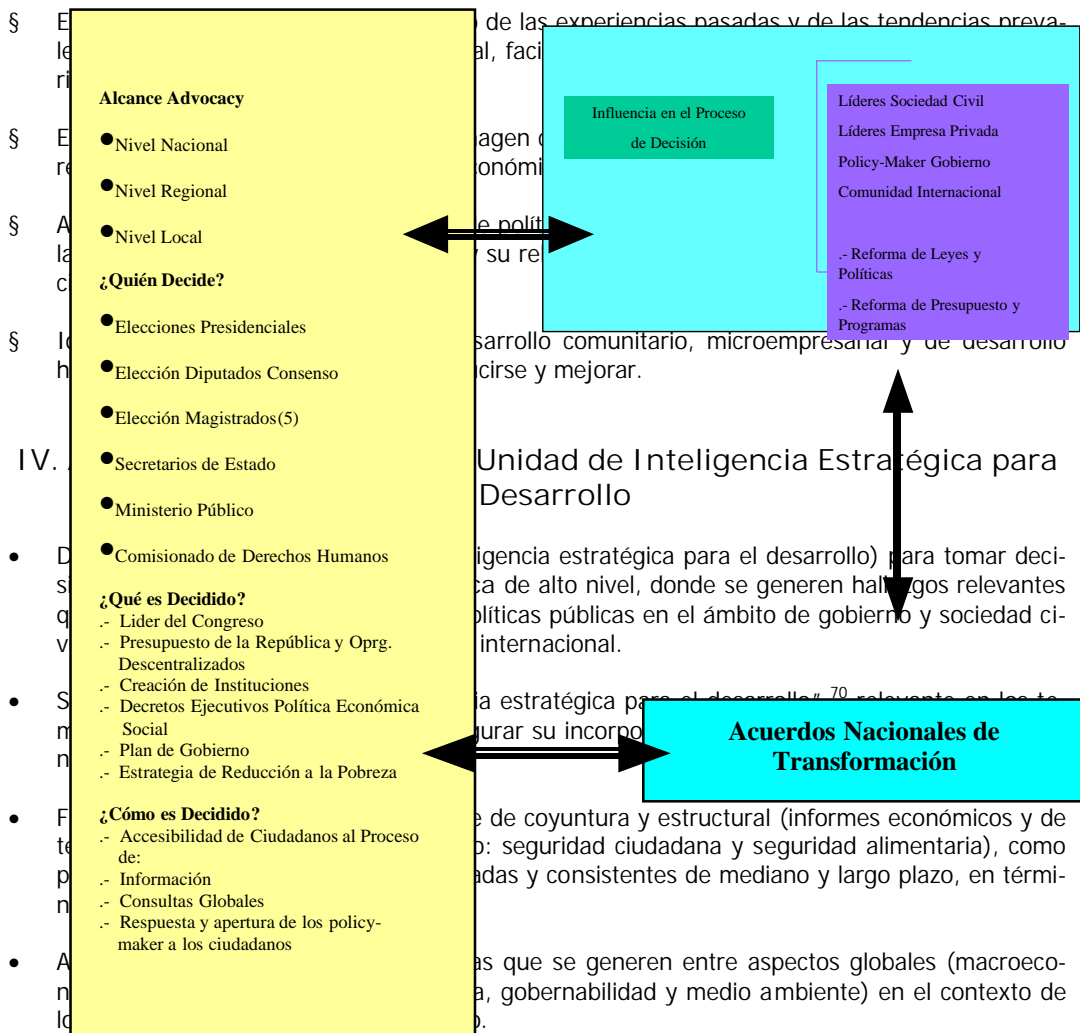 § E
de las experiencias pasadas y de las tendencias preva-
al, faci
ri
§ E
magen
re
onómi
§ A
e polít
la
y su re
ci
§
sarrollo comunitario, microempresarial y de desarrollo
h
cirse y mejorar.
Alcance Advocacy
●Nivel Nacional
●Nivel Regional
●Nivel Local
¿Quién Decide?
●Elecciones Presidenciales
●Elección Diputados Consenso
●Elección Magistrados(5)
●Secretarios de Estado
●Ministerio Público
●Comisionado de Derechos Humanos
¿Qué es Decidido?
.- Lider del Congreso
.- Presupuesto de la República y Oprg.
Descentralizados
.- Creación de Instituciones
.- Decretos Ejecutivos Política Económica
Social
.- Plan de Gobierno
.- Estrategia de Reducción a la Pobreza
¿Cómo es Decidido?
.- Accesibilidad de Ciudadanos al Proceso
de:
.- Información
.- Consultas Globales
.- Respuesta y apertura de los policy-
maker a los ciudadanos
Influencia en el Proceso
de Decisión
Líderes Sociedad Civil
Líderes Empresa Privada
Policy-Maker Gobierno
Comunidad Internacional
.- Reforma de Leyes y
Políticas
.- Reforma de Presupuesto y
Programas
IV. Unidad de Inteligencia Estratégica para
Desarrollo
• D ligencia estratégica para el desarrollo) para tomar deci-
si ca de alto nivel, donde se generen hallazgos relevantes
q olíticas públicas en el ámbito de gobierno y sociedad ci-
v internacional.
• S ia estratégica para el desarrollo" 70 relevante en los te-
m gurar su incorpo
n
Acuerdos Nacionales de
Transformación
• F e de coyuntura y estructural (informes económicos y de
te o: seguridad ciudadana y seguridad alimentaria), como
p adas y consistentes de mediano y largo plazo, en térmi-
n
• A as que se generen entre aspectos globales (macroeco-
n a, gobernabilidad y medio ambiente) en el contexto de
lo o.